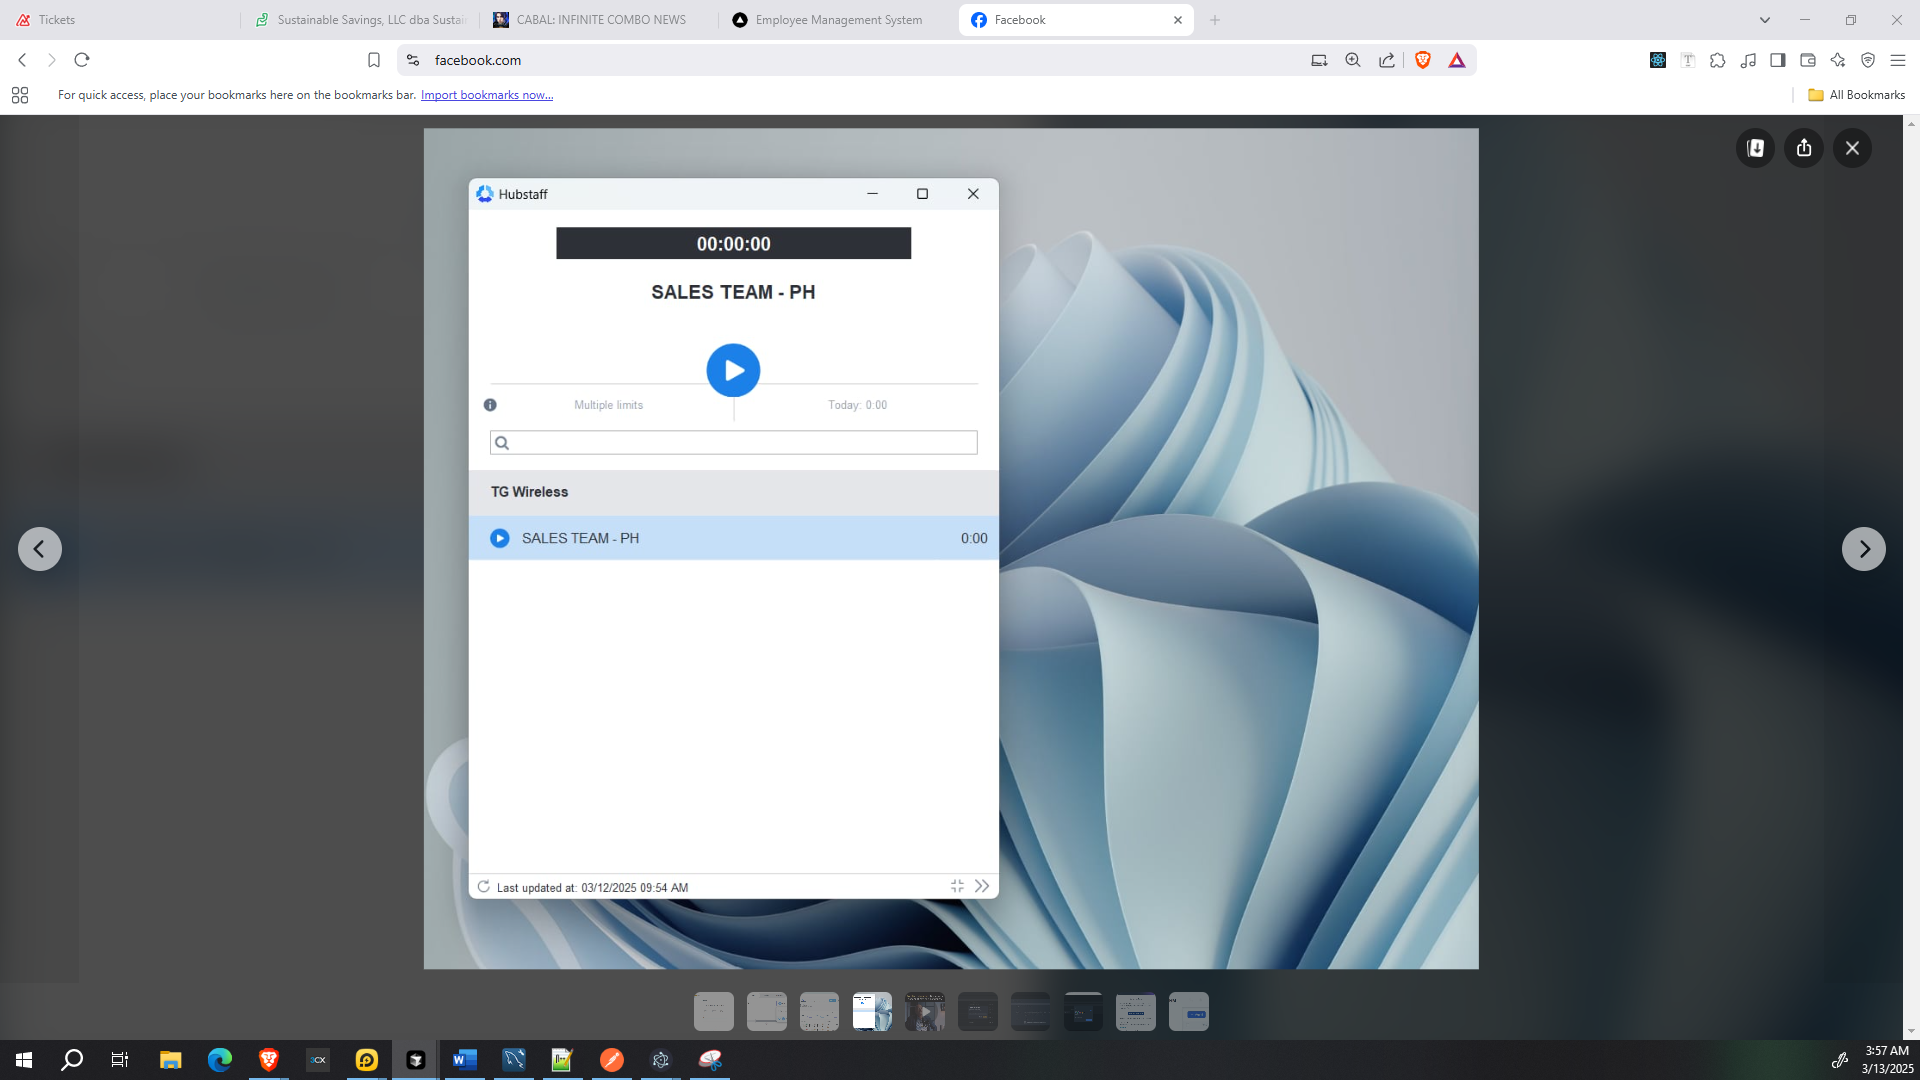 Tickets
Sustainable Savings, LLC dba Sustai
CABAL: INFINITE COMBO NEWS
Employee Management System
Facebook
facebook.com
For quick access, place your bookmarks here on the bookmarks bar. Import bookmarks now...
All Bookmarks
Hubstaff
00:00:00
SALES TEAM - PH
Multiple limits
Today: 0:00
TG Wireless
SALES TEAM - PH
0:00
Last updated at: 03/12/2025 09:54 AM
3:57 AM
3/13/2025